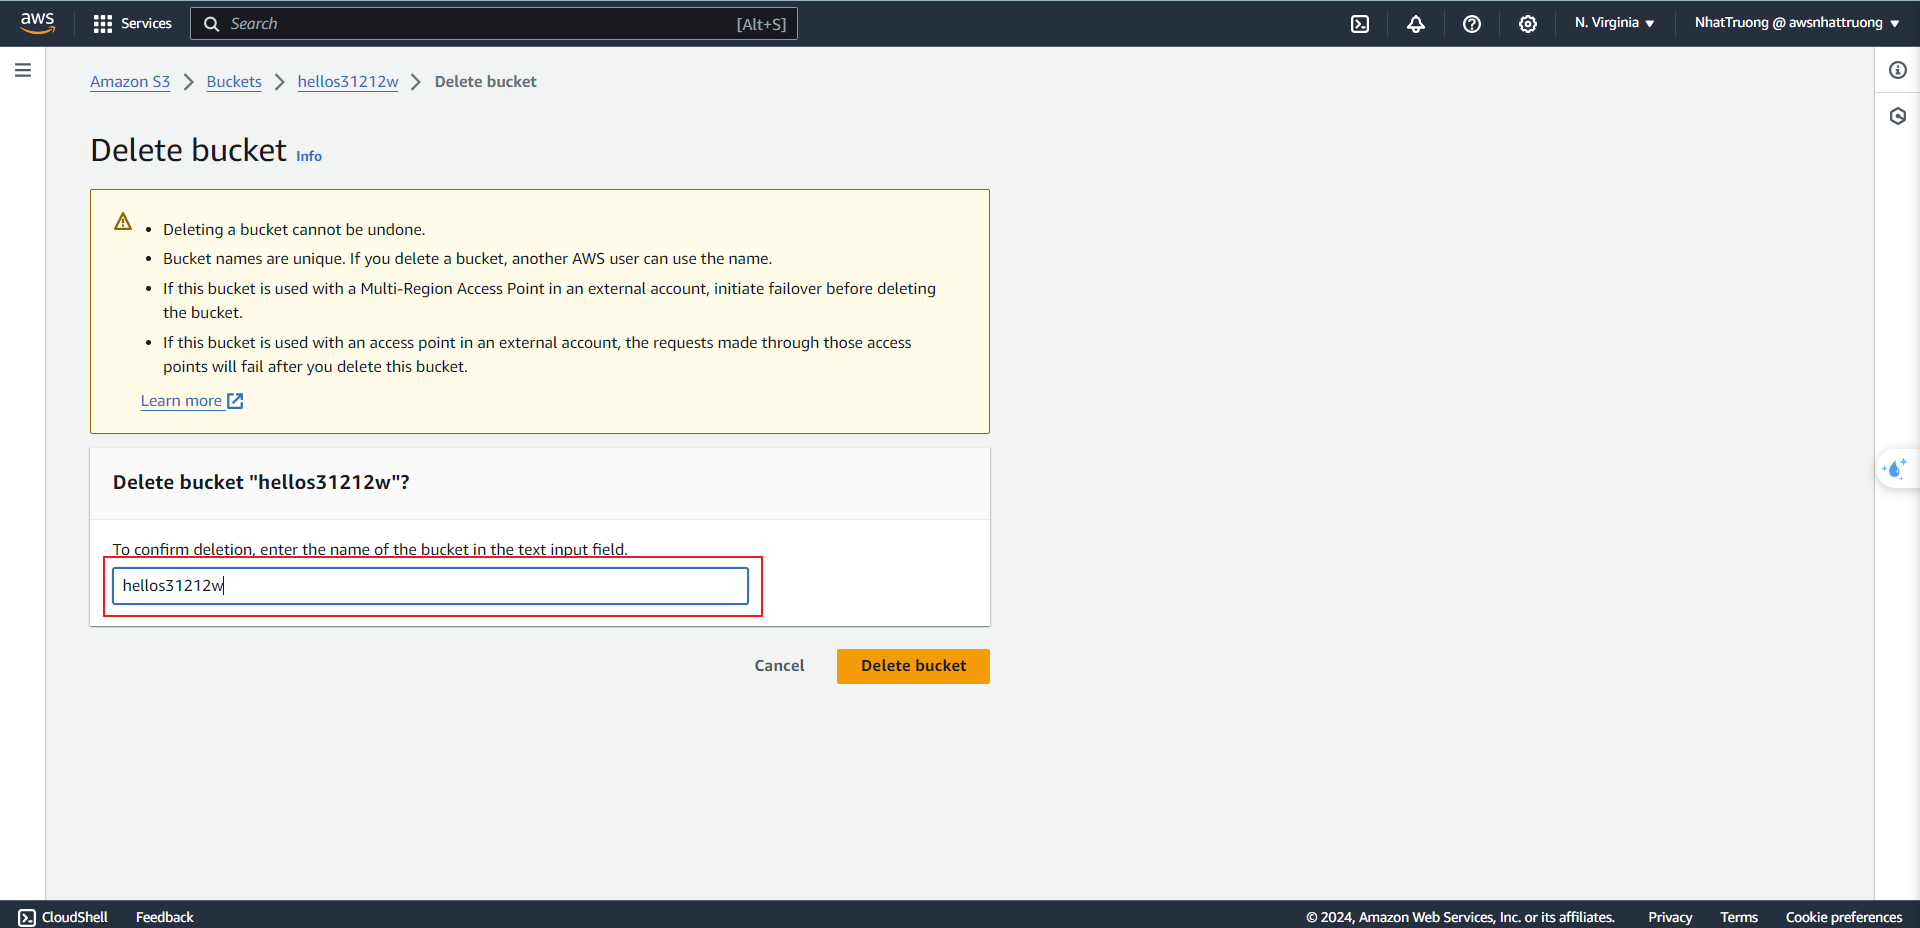 aws
Services
Search
[Alt+S]
N. Virginia
NhatTruong @ awsnhattruong
Amazon S3
Buckets
hellos31212w
Delete bucket
Delete bucket
Info
Deleting a bucket cannot be undone.
Bucket names are unique. If you delete a bucket, another AWS user can use the name.
If this bucket is used with a Multi-Region Access Point in an external account, initiate failover before deleting
the bucket.
If this bucket is used with an access point in an external account, the requests made through those access
points will fail after you delete this bucket.
Learn more
Delete bucket "hellos31212w"?
To confirm deletion, enter the name of the bucket in the text input field.
hellos31212w
Cancel
Delete bucket
CloudShell
Feedback
© 2024, Amazon Web Services, Inc. or its affiliates.
Privacy
Terms
Cookie preferences